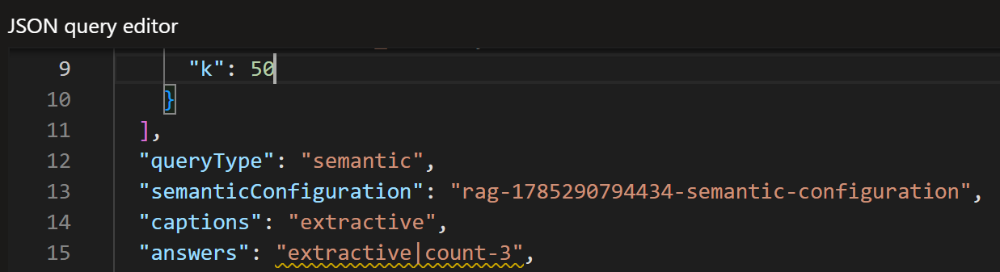 JSON query editor
9 "k": 50
10 }
11 ],
12 "queryType": "semantic",
13 "semanticConfiguration": "rag-1785290794434-semantic-configuration",
14 "captions": "extractive",
15 "answers": "extractive|count-3",